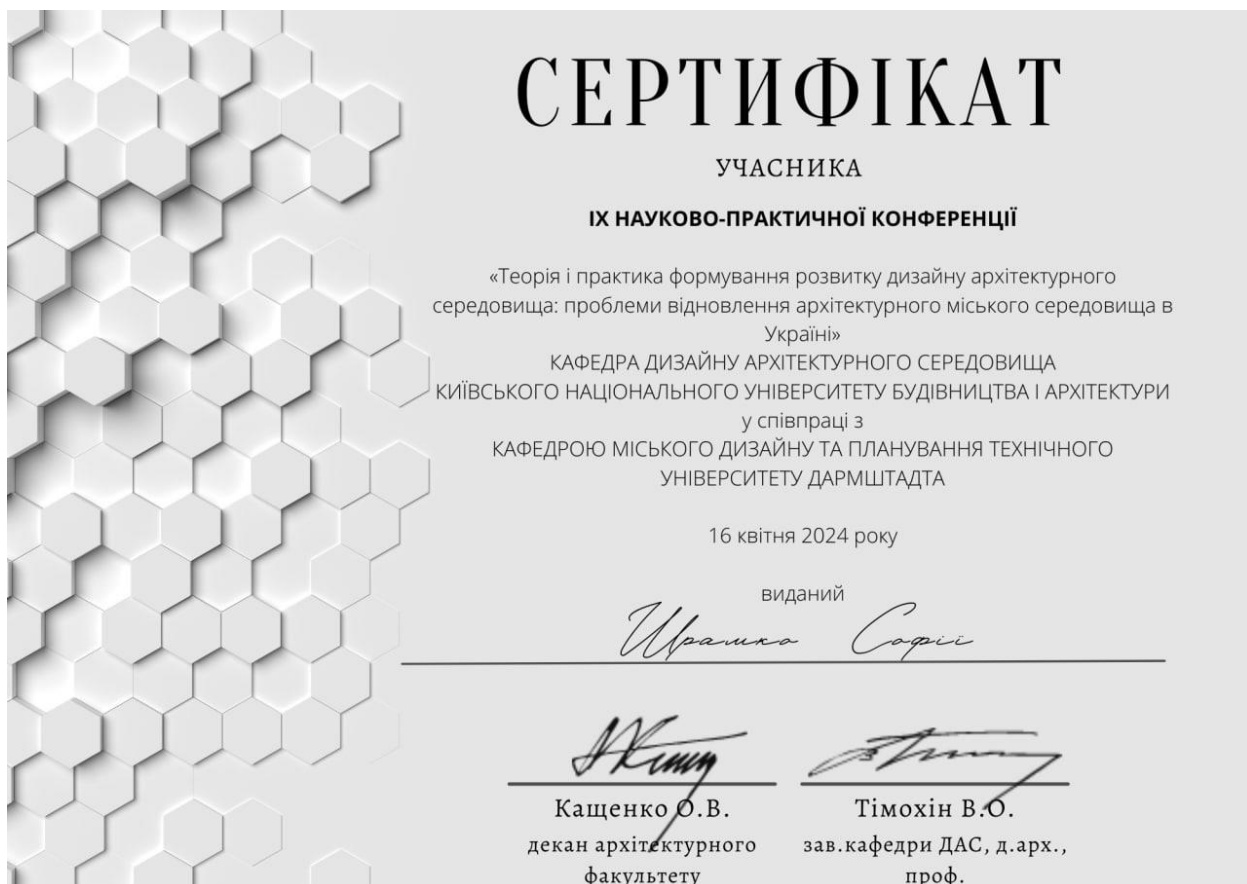 СЕРТИФІКАТ
УЧАСНИКА
IX НАУКОВО-ПРАКТИЧНОЇ КОНФЕРЕНЦІЇ
«Теорія і практика формування розвитку дизайну архітектурного
середовища: проблеми відновлення архітектурного міського середовища в
Україні»
КАФЕДРА ДИЗАЙНУ АРХІТЕКТУРНОГО СЕРЕДОВИЩА
КИЇВСЬКОГО НАЦІОНАЛЬНОГО УНІВЕРСИТЕТУ БУДІВНИЦТВА І АРХІТЕКТУРИ
у співпраці з
КАФЕДРОЮ МІСЬКОГО ДИЗАЙНУ ТА ПЛАНУВАННЯ ТЕХНІЧНОГО
УНІВЕРСИТЕТУ ДАРМШТАДТА
16 квітня 2024 року
виданий
Шрамко Софії
Кащенко О.В.
декан архітектурного
факультету
Тімохін В.О.
зав.кафедри ДАС, д.арх.,
проф.